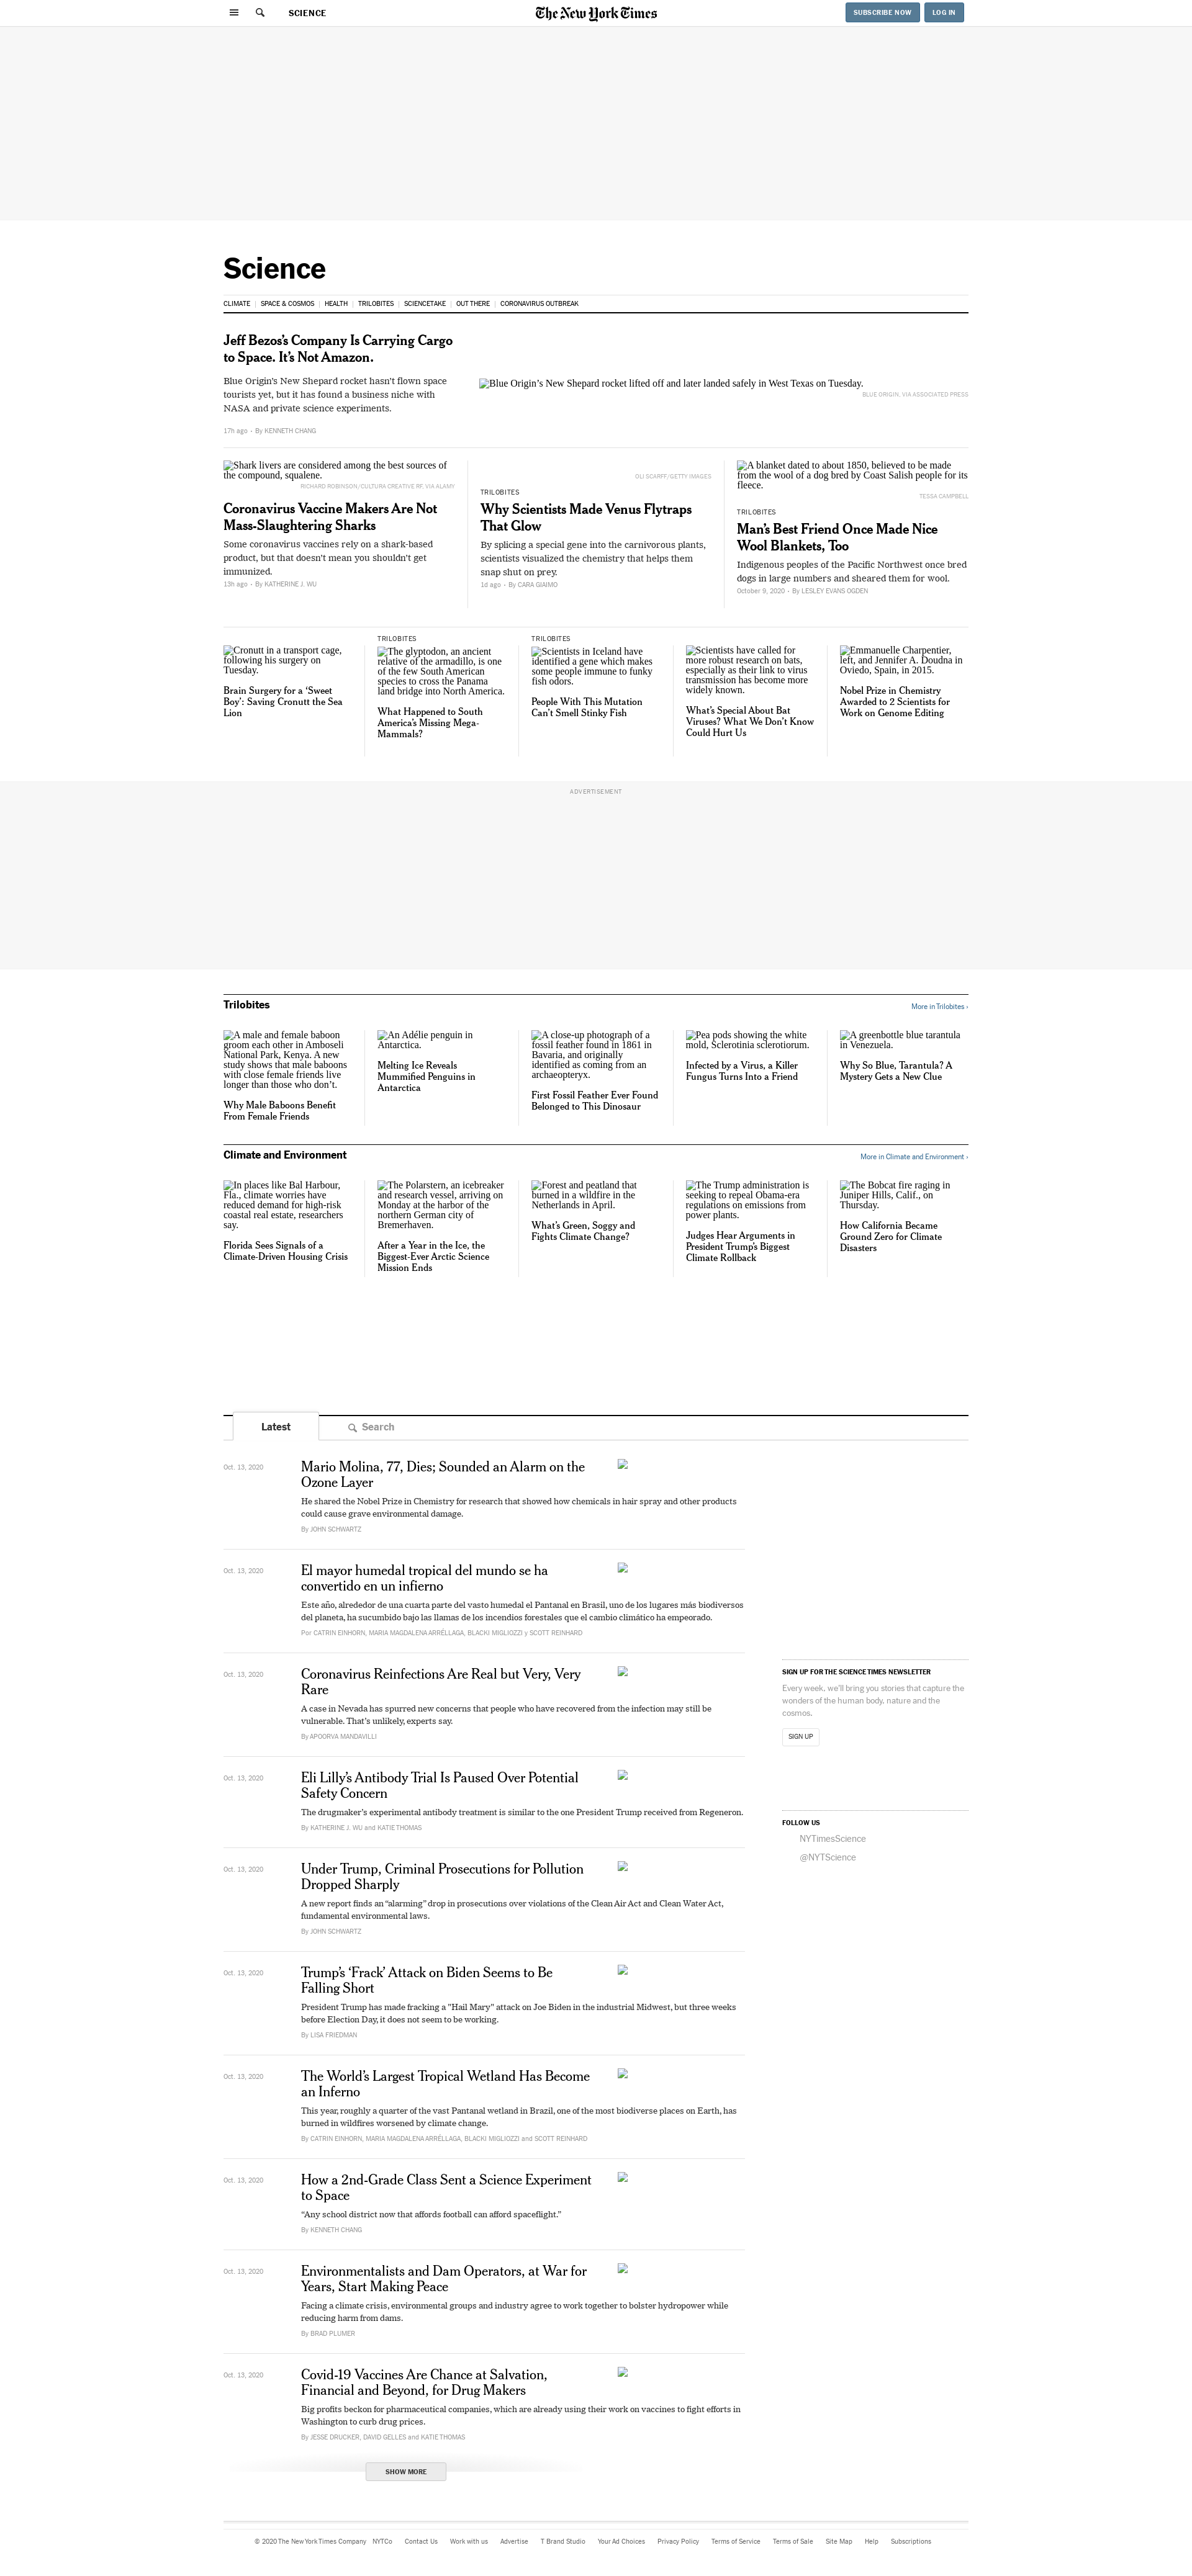 SCIENCE
The New York Times
SUBSCRIBE NOW
LOG IN
Science
CLIMATE | SPACE & COSMOS | HEALTH | TRILOBITES | SCIENCETAKE | OUT THERE | CORONAVIRUS OUTBREAK
Jeff Bezos’s Company Is Carrying Cargo
to Space. It’s Not Amazon.
Blue Origin’s New Shepard rocket hasn’t flown space
tourists yet, but it has found a business niche with
NASA and private science experiments.
17h ago • By KENNETH CHANG
Blue Origin’s New Shepard rocket lifted off and later landed safely in West Texas on Tuesday.
BLUE ORIGIN, VIA ASSOCIATED PRESS
Shark livers are considered among the best sources of
the compound, squalene.
RICHARD ROBINSON/CULTURA CREATIVE RF, VIA ALAMY
Coronavirus Vaccine Makers Are Not
Mass-Slaughtering Sharks
Some coronavirus vaccines rely on a shark-based
product, but that doesn’t mean you shouldn’t get
immunized.
13h ago • By KATHERINE J. WU
OLI SCARFF/GETTY IMAGES
TRILOBITES
Why Scientists Made Venus Flytraps
That Glow
By splicing a special gene into the carnivorous plants,
scientists visualized the chemistry that helps them
snap shut on prey.
1d ago • By CARA GIAIMO
A blanket dated to about 1850, believed to be made
from the wool of a dog bred by Coast Salish people for its
fleece.
TESSA CAMPBELL
TRILOBITES
Man’s Best Friend Once Made Nice
Wool Blankets, Too
Indigenous peoples of the Pacific Northwest once bred
dogs in large numbers and sheared them for wool.
October 9, 2020 • By LESLEY EVANS OGDEN
Cronutt in a transport cage,
following his surgery on
Tuesday.
Brain Surgery for a ‘Sweet
Boy’: Saving Cronutt the Sea
Lion
TRILOBITES
The glyptodon, an ancient
relative of the armadillo, is one
of the few South American
species to cross the Panama
land bridge into North America.
What Happened to South
America’s Missing Mega-
Mammals?
TRILOBITES
Scientists in Iceland have
identified a gene which makes
some people immune to funky
fish odors.
People With This Mutation
Can’t Smell Stinky Fish
Scientists have called for
more robust research on bats,
especially as their link to virus
transmission has become more
widely known.
What’s Special About Bat
Viruses? What We Don’t Know
Could Hurt Us
Emmanuelle Charpentier,
left, and Jennifer A. Doudna in
Oviedo, Spain, in 2015.
Nobel Prize in Chemistry
Awarded to 2 Scientists for
Work on Genome Editing
ADVERTISEMENT
Trilobites
More in Trilobites ›
A male and female baboon
groom each other in Amboseli
National Park, Kenya. A new
study shows that male baboons
with close female friends live
longer than those who don’t.
Why Male Baboons Benefit
From Female Friends
An Adélie penguin in
Antarctica.
Melting Ice Reveals
Mummified Penguins in
Antarctica
A close-up photograph of a
fossil feather found in 1861 in
Bavaria, and originally
identified as coming from an
archaeopteryx.
First Fossil Feather Ever Found
Belonged to This Dinosaur
Pea pods showing the white
mold, Sclerotinia sclerotiorum.
Infected by a Virus, a Killer
Fungus Turns Into a Friend
A greenbottle blue tarantula
in Venezuela.
Why So Blue, Tarantula? A
Mystery Gets a New Clue
Climate and Environment
More in Climate and Environment ›
In places like Bal Harbour,
Fla., climate worries have
reduced demand for high-risk
coastal real estate, researchers
say.
Florida Sees Signals of a
Climate-Driven Housing Crisis
The Polarstern, an icebreaker
and research vessel, arriving on
Monday at the harbor of the
northern German city of
Bremerhaven.
After a Year in the Ice, the
Biggest-Ever Arctic Science
Mission Ends
Forest and peatland that
burned in a wildfire in the
Netherlands in April.
What’s Green, Soggy and
Fights Climate Change?
The Trump administration is
seeking to repeal Obama-era
regulations on emissions from
power plants.
Judges Hear Arguments in
President Trump’s Biggest
Climate Rollback
The Bobcat fire raging in
Juniper Hills, Calif., on
Thursday.
How California Became
Ground Zero for Climate
Disasters
Latest
Search
Oct. 13, 2020
Mario Molina, 77, Dies; Sounded an Alarm on the
Ozone Layer
He shared the Nobel Prize in Chemistry for research that showed how chemicals in hair spray and other products
could cause grave environmental damage.
By JOHN SCHWARTZ
Oct. 13, 2020
El mayor humedal tropical del mundo se ha
convertido en un infierno
Este año, alrededor de una cuarta parte del vasto humedal el Pantanal en Brasil, uno de los lugares más biodiversos
del planeta, ha sucumbido bajo las llamas de los incendios forestales que el cambio climático ha empeorado.
Por CATRIN EINHORN, MARIA MAGDALENA ARRÉLLAGA, BLACKI MIGLIOZZI y SCOTT REINHARD
Oct. 13, 2020
Coronavirus Reinfections Are Real but Very, Very
Rare
A case in Nevada has spurred new concerns that people who have recovered from the infection may still be
vulnerable. That’s unlikely, experts say.
By APOORVA MANDAVILLI
Oct. 13, 2020
Eli Lilly’s Antibody Trial Is Paused Over Potential
Safety Concern
The drugmaker’s experimental antibody treatment is similar to the one President Trump received from Regeneron.
By KATHERINE J. WU and KATIE THOMAS
Oct. 13, 2020
Under Trump, Criminal Prosecutions for Pollution
Dropped Sharply
A new report finds an “alarming” drop in prosecutions over violations of the Clean Air Act and Clean Water Act,
fundamental environmental laws.
By JOHN SCHWARTZ
Oct. 13, 2020
Trump’s ‘Frack’ Attack on Biden Seems to Be
Falling Short
President Trump has made fracking a "Hail Mary" attack on Joe Biden in the industrial Midwest, but three weeks
before Election Day, it does not seem to be working.
By LISA FRIEDMAN
Oct. 13, 2020
The World’s Largest Tropical Wetland Has Become
an Inferno
This year, roughly a quarter of the vast Pantanal wetland in Brazil, one of the most biodiverse places on Earth, has
burned in wildfires worsened by climate change.
By CATRIN EINHORN, MARIA MAGDALENA ARRÉLLAGA, BLACKI MIGLIOZZI and SCOTT REINHARD
Oct. 13, 2020
How a 2nd-Grade Class Sent a Science Experiment
to Space
“Any school district now that affords football can afford spaceflight.”
By KENNETH CHANG
Oct. 13, 2020
Environmentalists and Dam Operators, at War for
Years, Start Making Peace
Facing a climate crisis, environmental groups and industry agree to work together to bolster hydropower while
reducing harm from dams.
By BRAD PLUMER
Oct. 13, 2020
Covid-19 Vaccines Are Chance at Salvation,
Financial and Beyond, for Drug Makers
Big profits beckon for pharmaceutical companies, which are already using their work on vaccines to fight efforts in
Washington to curb drug prices.
By JESSE DRUCKER, DAVID GELLES and KATIE THOMAS
SHOW MORE
SIGN UP FOR THE SCIENCE TIMES NEWSLETTER
Every week, we’ll bring you stories that capture the
wonders of the human body, nature and the
cosmos.
SIGN UP
FOLLOW US
NYTimesScience
@NYTScience
© 2020 The New York Times Company NYTCo Contact Us Work with us Advertise T Brand Studio Your Ad Choices Privacy Policy Terms of Service Terms of Sale Site Map Help Subscriptions